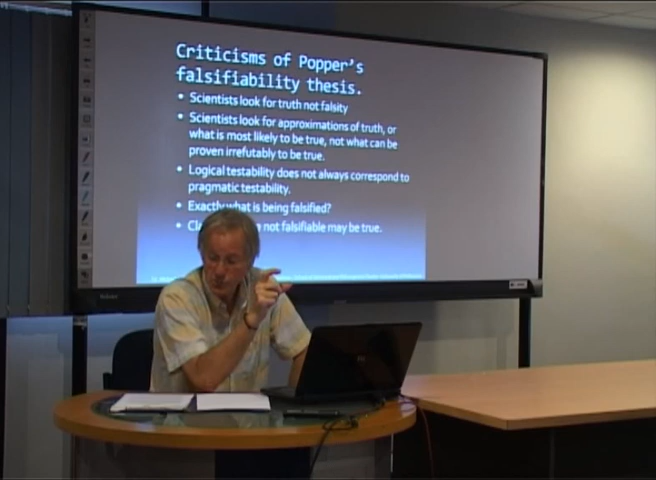 Criticisms of Popper's
falsifiability thesis.
• Scientists look for truth not falsity
• Scientists look for approximations of truth, or
what is most likely to be true, not what can be
proven irrefutably to be true.
• Logical testability does not always correspond to
pragmatic testability.
• Exactly what is being falsified?
not falsifiable may be true.